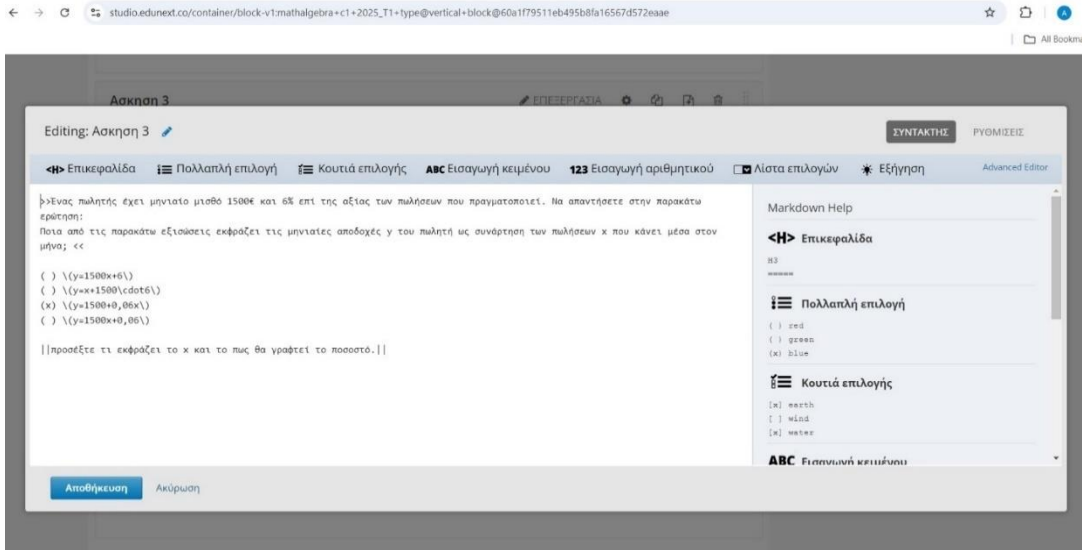 studio.edunext.co/container/block-v1:mathalgebra+c1+2025_T1+type@vertical+block@60a1f79511eb495b8fa16567d572eaae
All Bookma
Ασκηση 3
ΕΠΕΞΕΡΓΑΣΙΑ
Editing: Ασκηση 3
ΣΥΝΤΑΚΤΗΣ
ΡΥΘΜΙΣΕΙΣ
<H> Επικεφαλίδα
Πολλαπλή επιλογή
Κουτιά επιλογής
ABC Εισαγωγή κειμένου
123 Εισαγωγή αριθμητικού
Λίστα επιλογών
Εξήγηση
Advanced Editor
>>Ένας πωλητής έχει μηνιαίο μισθό 1500€ και 6% επί της αξίας των πωλήσεων που πραγματοποιεί. Να απαντήσετε στην παρακάτω
ερώτηση:
Ποια από τις παρακάτω εξισώσεις εκφράζει τις μηνιαίες αποδοχές y του πωλητή ως συνάρτηση των πωλήσεων x που κάνει μέσα στον
μήνα; <<
( ) \(y=1500x+6\)
( ) \(y=x+1500\cdot6\)
(x) \(y=1500+0,06x\)
( ) \(y=1500x+0,06\)
||προσέξτε τι εκφράζει το x και το πως θα γραφτεί το ποσοστό.||
Markdown Help
<H> Επικεφαλίδα
H3
=====
Πολλαπλή επιλογή
( ) red
( ) green
(x) blue
Κουτιά επιλογής
[x] earth
[ ] wind
[x] water
ABC Εισαγωγή κειμένου
Αποθήκευση
Ακύρωση